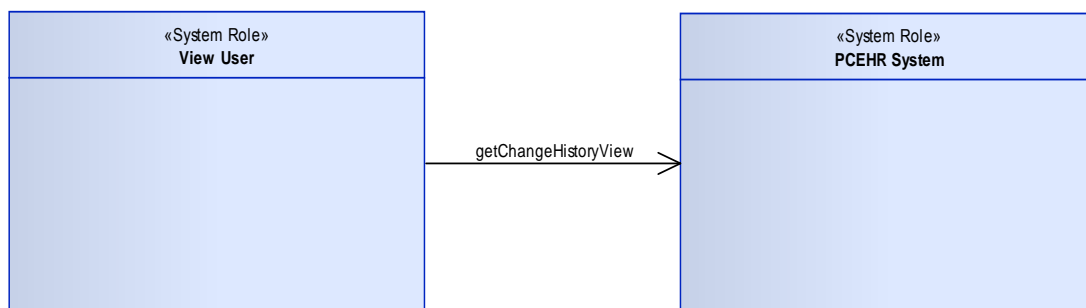 «System Role»
View User
«System Role»
PCEHR System
getChangeHistoryView